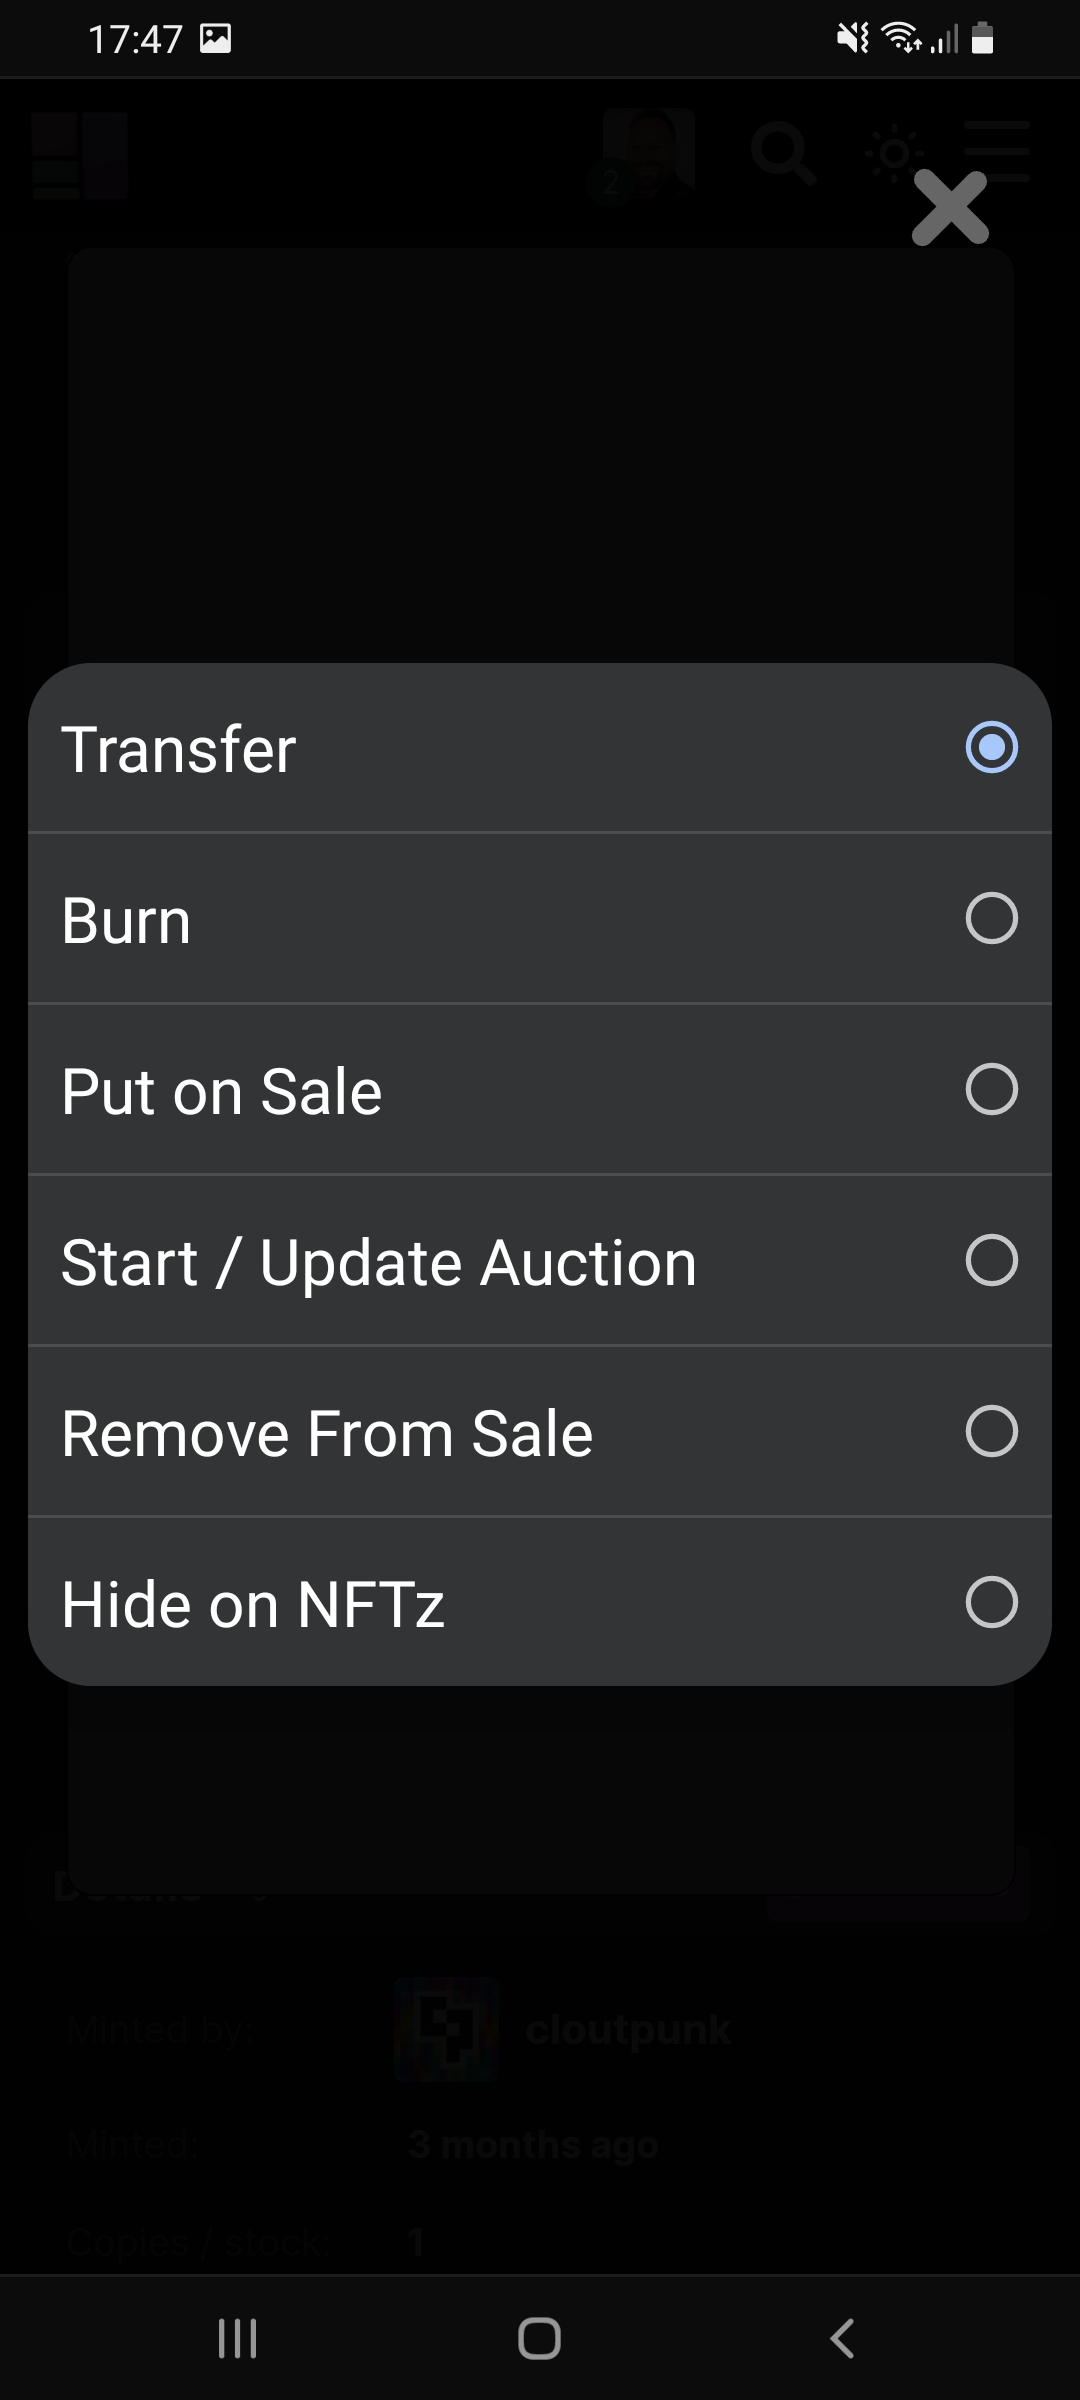 17:47
2
Transfer
Burn
Put on Sale
Start / Update Auction
Remove From Sale
Hide on NFTz
Details
Minted by:
cloutpunk
Minted:
3 months ago
Copies / stock:
1